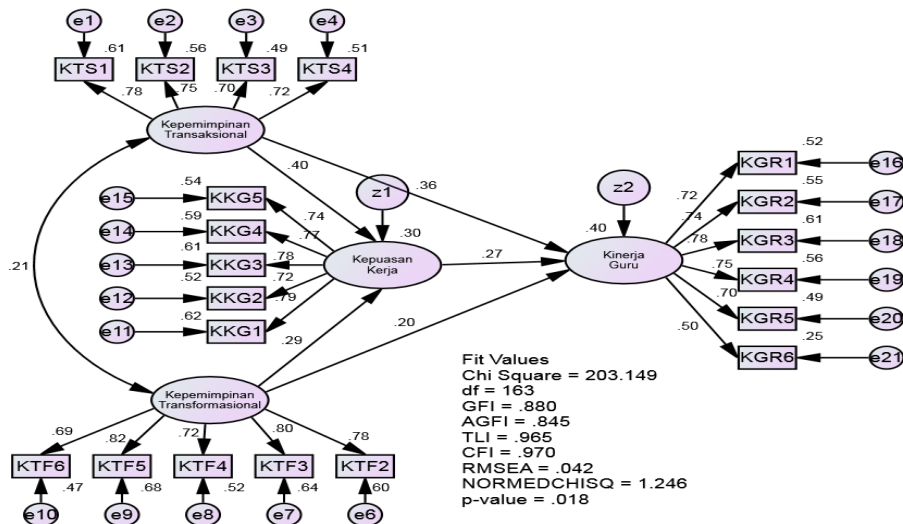 e1 e2 e3 e4
.61 .56 .49 .51
KTS1 KTS2 KTS3 KTS4
.78 .75 .70 .72
Kepemimpinan
Transaksional
.52
KGR1 e16
.40 .36
z1 z2
.72 .55
KGR2 e17
e15 .54 KKG5 .74
.74 .61
e14 .59 KKG4 .77
.30 .40
.78 KGR3 e18
e13 .61 KKG3 .78
Kepuasan
Kerja
.27
Kinerja
Guru
.21
.75 .56
KGR4 e19
e12 .52 KKG2 .72
.79
.70 .49
KGR5 e20
e11 .62 KKG1
.29 .20
.50 .25
KGR6 e21
Kepemimpinan
Transformasional
.69 .82 .72 .80 .78
KTF6 KTF5 KTF4 KTF3 KTF2
.47 .68 .52 .64 .60
e10 e9 e8 e7 e6
Fit Values
Chi Square = 203.149
df = 163
GFI = .880
AGFI = .845
TLI = .965
CFI = .970
RMSEA = .042
NORMEDCHISQ = 1.246
p-value = .018